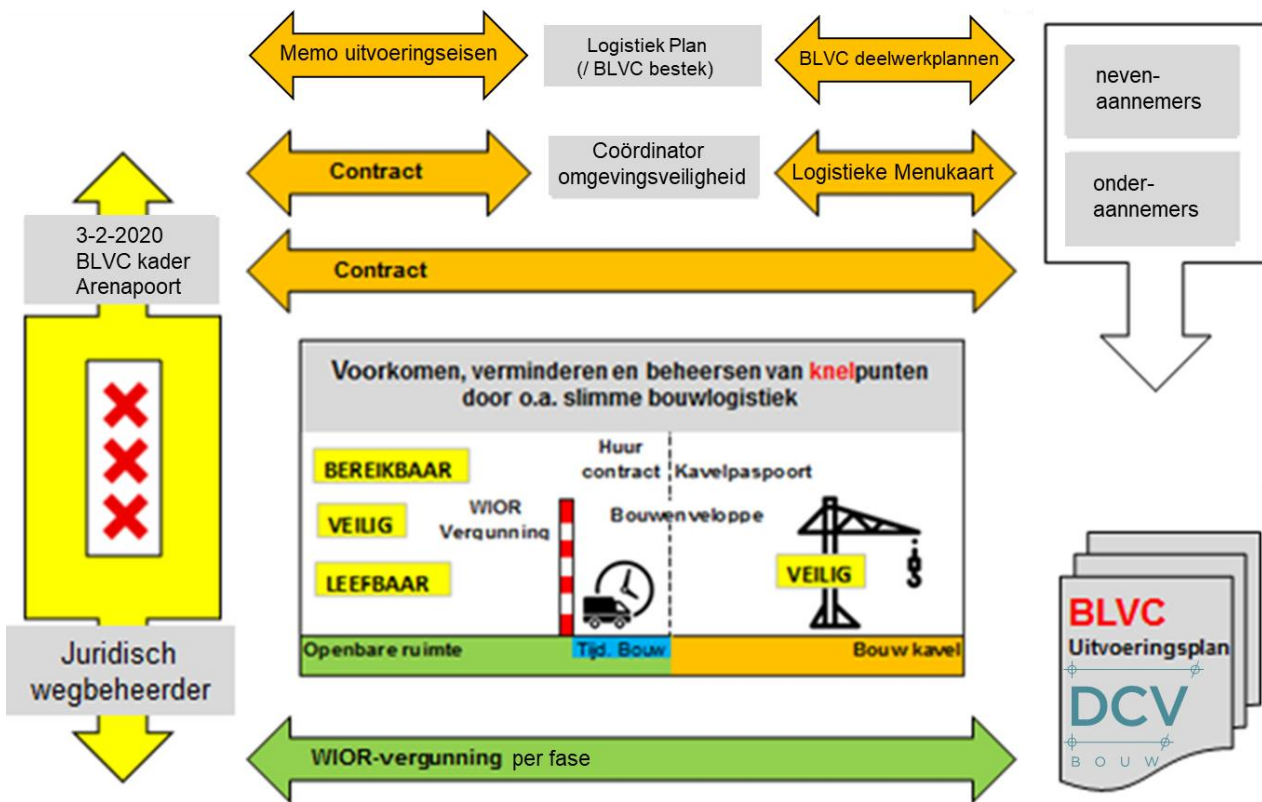 Memo uitvoeringseisen
Logistiek Plan
(/ BLVC bestek)
BLVC deelwerkplannen
neven-
aannemers
Contract
Coördinator
omgevingsveiligheid
Logistieke Menukaart
onder-
aannemers
3-2-2020
BLVC kader
Arenapoort
Contract
Voorkomen, verminderen en beheersen van knelpunten
door o.a. slimme bouwlogistiek
BEREIKBAAR
Huur
contract
Kavelpaspoort
VEILIG
WIOR
Vergunning
Bouwenveloppe
LEEFBAAR
VEILIG
Openbare ruimte
Tijd. Bouw
Bouw kavel
Juridisch
wegbeheerder
BLVC
Uitvoeringsplan
DCV
BOUW
WIOR-vergunning per fase